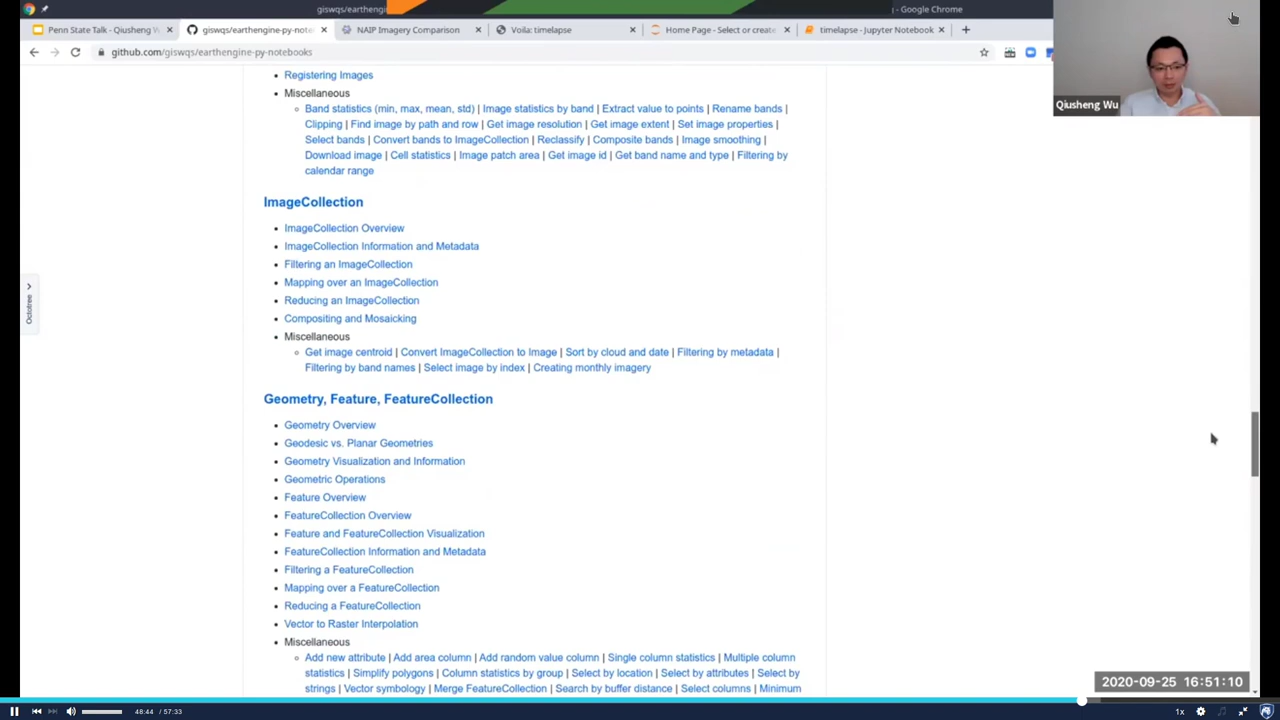 giswqs/earthengine-py-
- Google Chrome
Penn State Talk - Qiusheng W
giswqs/earthengine-py-note
NAIP Imagery Comparison
Voila: timelapse
Home Page - Select or create
timelapse - Jupyter Notebook
github.com/giswqs/earthengine-py-notebooks
Qiusheng Wu
Octotree
Registering Images
Miscellaneous
Band statistics (min, max, mean, std) | Image statistics by band | Extract value to points | Rename bands |
Clipping | Find image by path and row | Get image resolution | Get image extent | Set image properties |
Select bands | Convert bands to ImageCollection | Reclassify | Composite bands | Image smoothing |
Download image | Cell statistics | Image patch area | Get image id | Get band name and type | Filtering by
calendar range
ImageCollection
ImageCollection Overview
ImageCollection Information and Metadata
Filtering an ImageCollection
Mapping over an ImageCollection
Reducing an ImageCollection
Compositing and Mosaicking
Miscellaneous
Get image centroid | Convert ImageCollection to Image | Sort by cloud and date | Filtering by metadata |
Filtering by band names | Select image by index | Creating monthly imagery
Geometry, Feature, FeatureCollection
Geometry Overview
Geodesic vs. Planar Geometries
Geometry Visualization and Information
Geometric Operations
Feature Overview
FeatureCollection Overview
Feature and FeatureCollection Visualization
FeatureCollection Information and Metadata
Filtering a FeatureCollection
Mapping over a FeatureCollection
Reducing a FeatureCollection
Vector to Raster Interpolation
Miscellaneous
Add new attribute | Add area column | Add random value column | Single column statistics | Multiple column
statistics | Simplify polygons | Column statistics by group | Select by location | Select by attributes | Select by
strings | Vector symbology | Merge FeatureCollection | Search by buffer distance | Select columns | Minimum
2020-09-25 16:51:10
48:44 / 57:33
1x